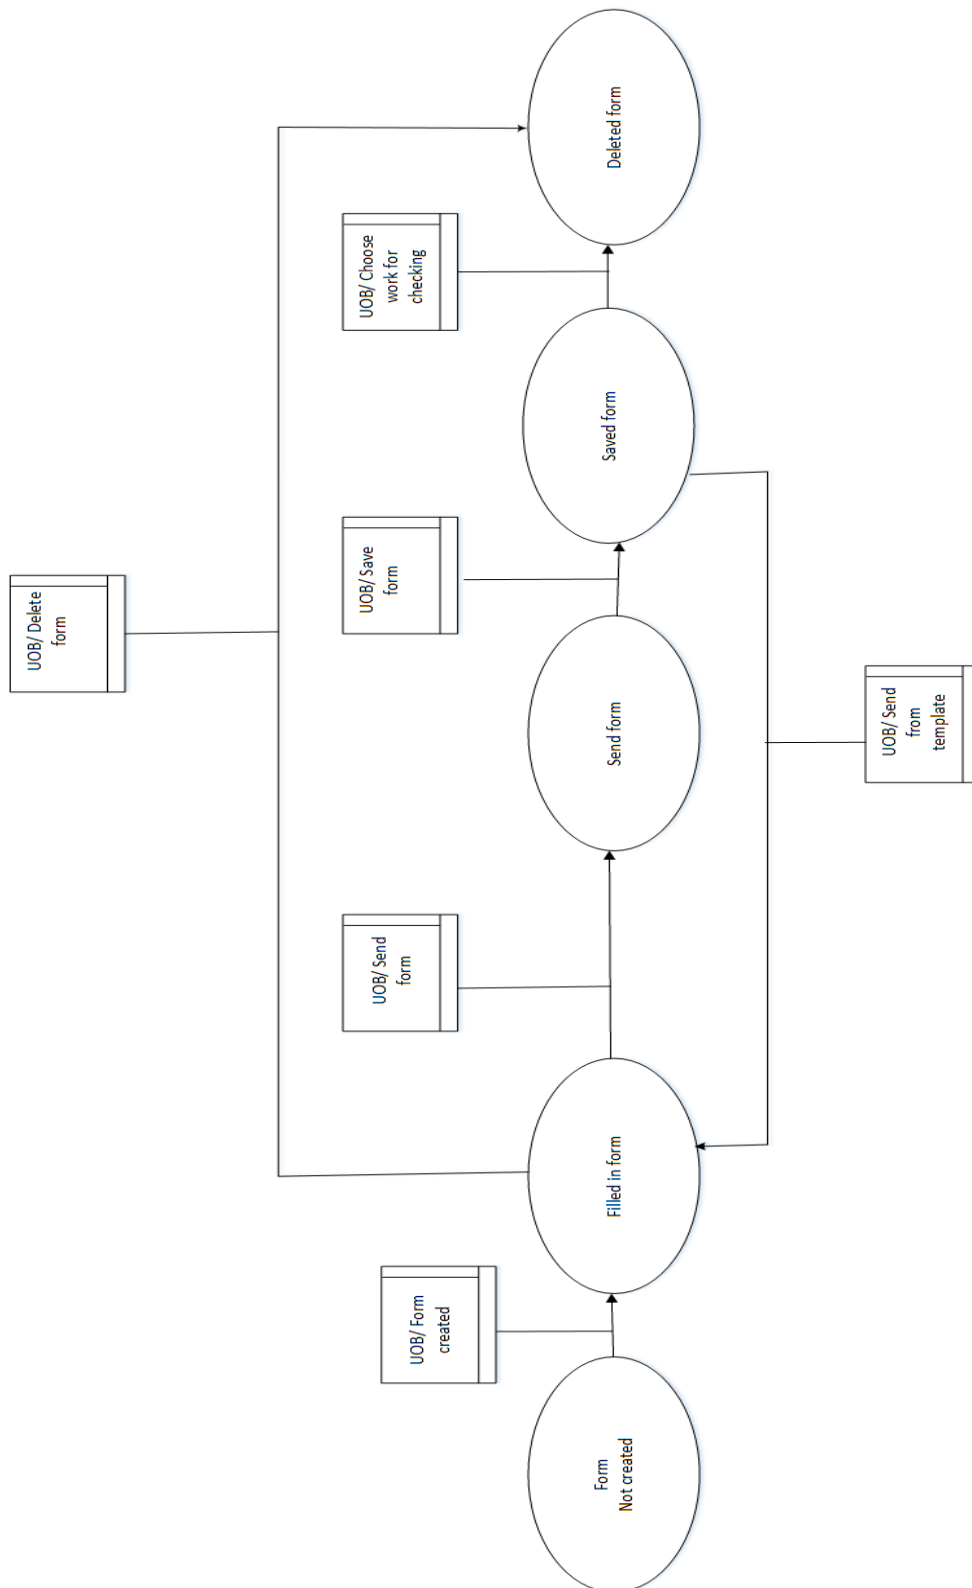 UOB/ Delete
form
UOB/ Form
created
UOB/ Send
form
UOB/ Save
form
UOB/ Choose
work for
checking
Form
Not created
Filled in form
Send form
Saved form
Deleted form
UOB/ Send
from
template